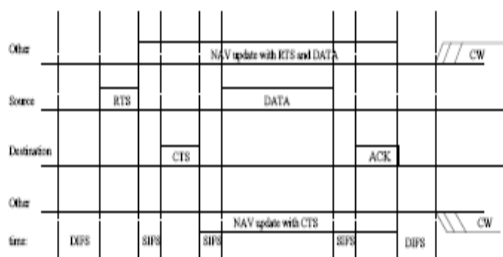 Other
NAV update with RTS and DATA
CW
Source
RTS
DATA
Destination
CTS
ACK
Other
NAV update with CTS
CW
time:
DIFS
SIFS
SIFS
SIFS
DIFS